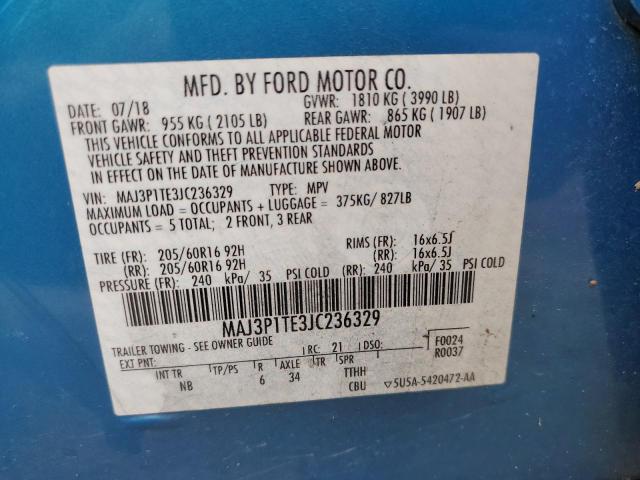 MFD. BY FORD MOTOR CO.
DATE: 07/18 GVWR: 1810 KG ( 3990 LB)
FRONT GAWR: 955 KG ( 2105 LB) REAR GAWR: 865 KG ( 1907 LB)
THIS VEHICLE CONFORMS TO ALL APPLICABLE FEDERAL MOTOR
VEHICLE SAFETY AND THEFT PREVENTION STANDARDS
IN EFFECT ON THE DATE OF MANUFACTURE SHOWN ABOVE.
VIN: MAJ3P1TE3JC236329 TYPE: MPV
MAXIMUM LOAD = OCCUPANTS + LUGGAGE = 375KG/ 827LB
OCCUPANTS = 5 TOTAL; 2 FRONT, 3 REAR
TIRE (FR): 205/60R16 92H RIMS (FR): 16x6.5J
(RR): 205/60R16 92H (RR): 16x6.5J
PRESSURE (FR): 240 kPa/ 35 PSI COLD (RR): 240 kPa/ 35 PSI COLD
MAJ3P1TE3JC236329
TRAILER TOWING - SEE OWNER GUIDE
EXT PNT: RC: 21 DSO: F0024
R0037
INT TR TP/PS R AXLE TR SPR
NB 6 34 TTHH
CBU 5U5A-5420472-AA